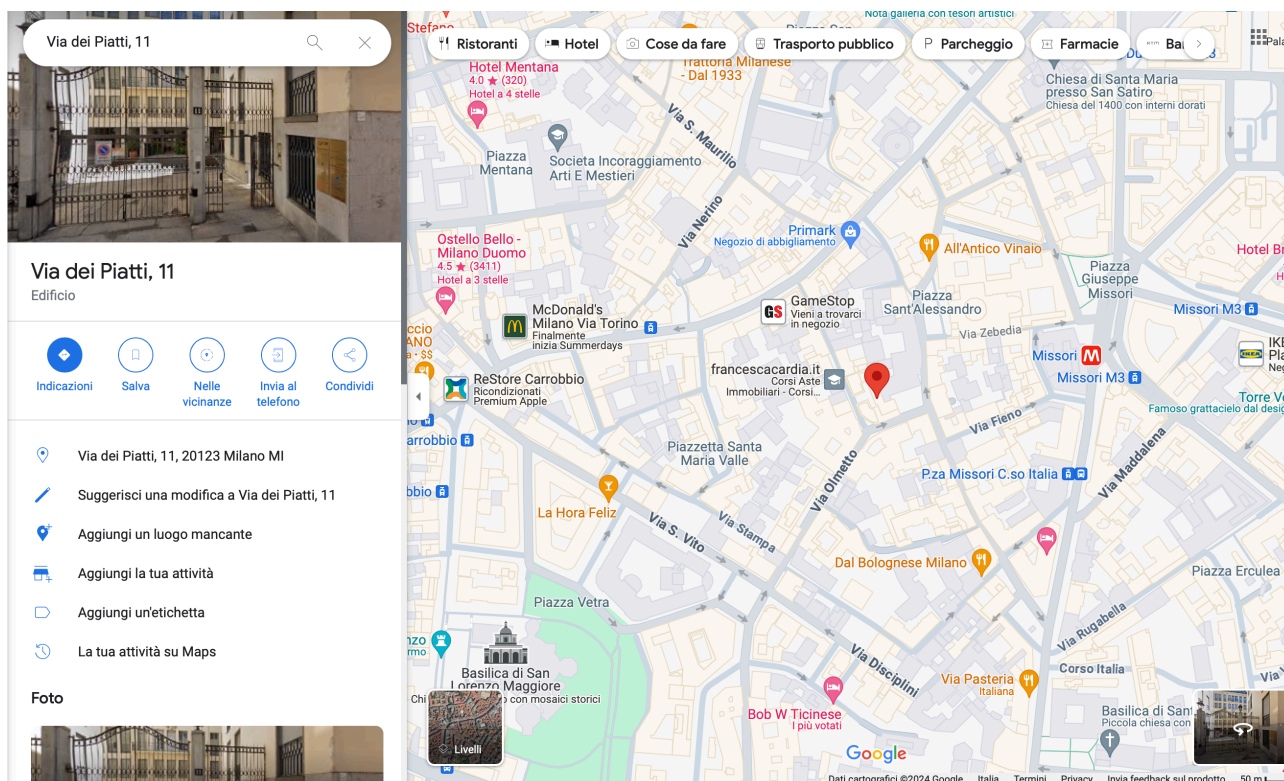 Via dei Piatti, 11
Via dei Piatti, 11
Edificio
Indicazioni
Salva
Nelle
vicinanze
Invia al
telefono
Condividi
Via dei Piatti, 11, 20123 Milano MI
Suggerisci una modifica a Via dei Piatti, 11
Aggiungi un luogo mancante
Aggiungi la tua attività
Aggiungi un'etichetta
La tua attività su Maps
Foto
Nota galleria con tesori artistici
Ristoranti
Hotel
Cose da fare
Trasporto pubblico
Parcheggio
Farmacie
Hotel Mentana
4.0 ★ (320)
Hotel a 4 stelle
Trattoria Milanese
- Dal 1933
Chiesa di Santa Maria
presso San Satiro
Chiesa del 1400 con interni dorati
Via S. Maurilio
Piazza
Mentana
Societa Incoraggiamento
Arti E Mestieri
Via Nerino
Primark
Negozio di abbigliamento
All'Antico Vinaio
Ostello Bello -
Milano Duomo
4.5 ★ (3411)
Hotel a 3 stelle
Piazza
Giuseppe
Missori
Missori M3
McDonald's
Milano Via Torino
Finalmente
inizia Summerdays
GS
GameStop
Vieni a trovarci
in negozio
Piazza
Sant'Alessandro
Via Zebedia
Missori
M
Missori M3
IKEA
francescacardia.it
Corsi Aste
Immobiliari - Corsi...
ReStore Carrobbio
Ricondizionati
Premium Apple
Torre V
Famoso grattacielo dal desig
Via Fieno
Piazzetta Santa
Maria Valle
Via Olmetto
Via Maddalena
P.za Missori C.so Italia
La Hora Feliz
Via S. Vito
Via Stampa
Dal Bolognese Milano
Piazza Erculea
Piazza Vetra
Via Rugabella
Basilica di San
Lorenzo Maggiore
Via Disciplini
Corso Italia
Via Pasteria
Italiana
Bob W Ticinese
I più votati
Piccola chiesa con
Livelli
Google
Dati cartografici ©2024 Google
Italia
Termini
Privacy
Invia feedback sul prodotto
50 m